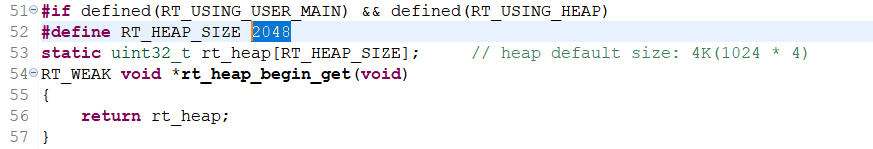 51 #if defined(RT_USING_USER_MAIN) && defined(RT_USING_HEAP)
52 #define RT_HEAP_SIZE 2048
53 static uint32_t rt_heap[RT_HEAP_SIZE];     // heap default size: 4K(1024 * 4)
54 RT_WEAK void *rt_heap_begin_get(void)
55 {
56     return rt_heap;
57 }